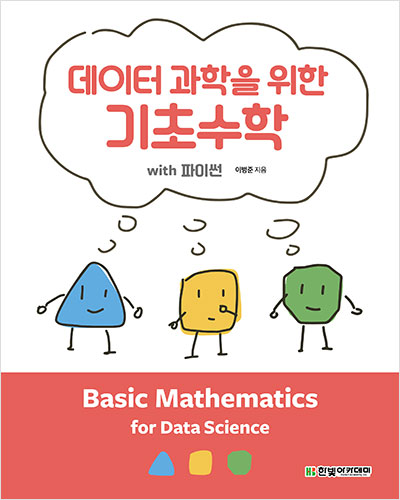 데이터 과학을 위한
기초수학
with 파이썬 이병준 지음
Basic Mathematics
for Data Science
한빛아카데미